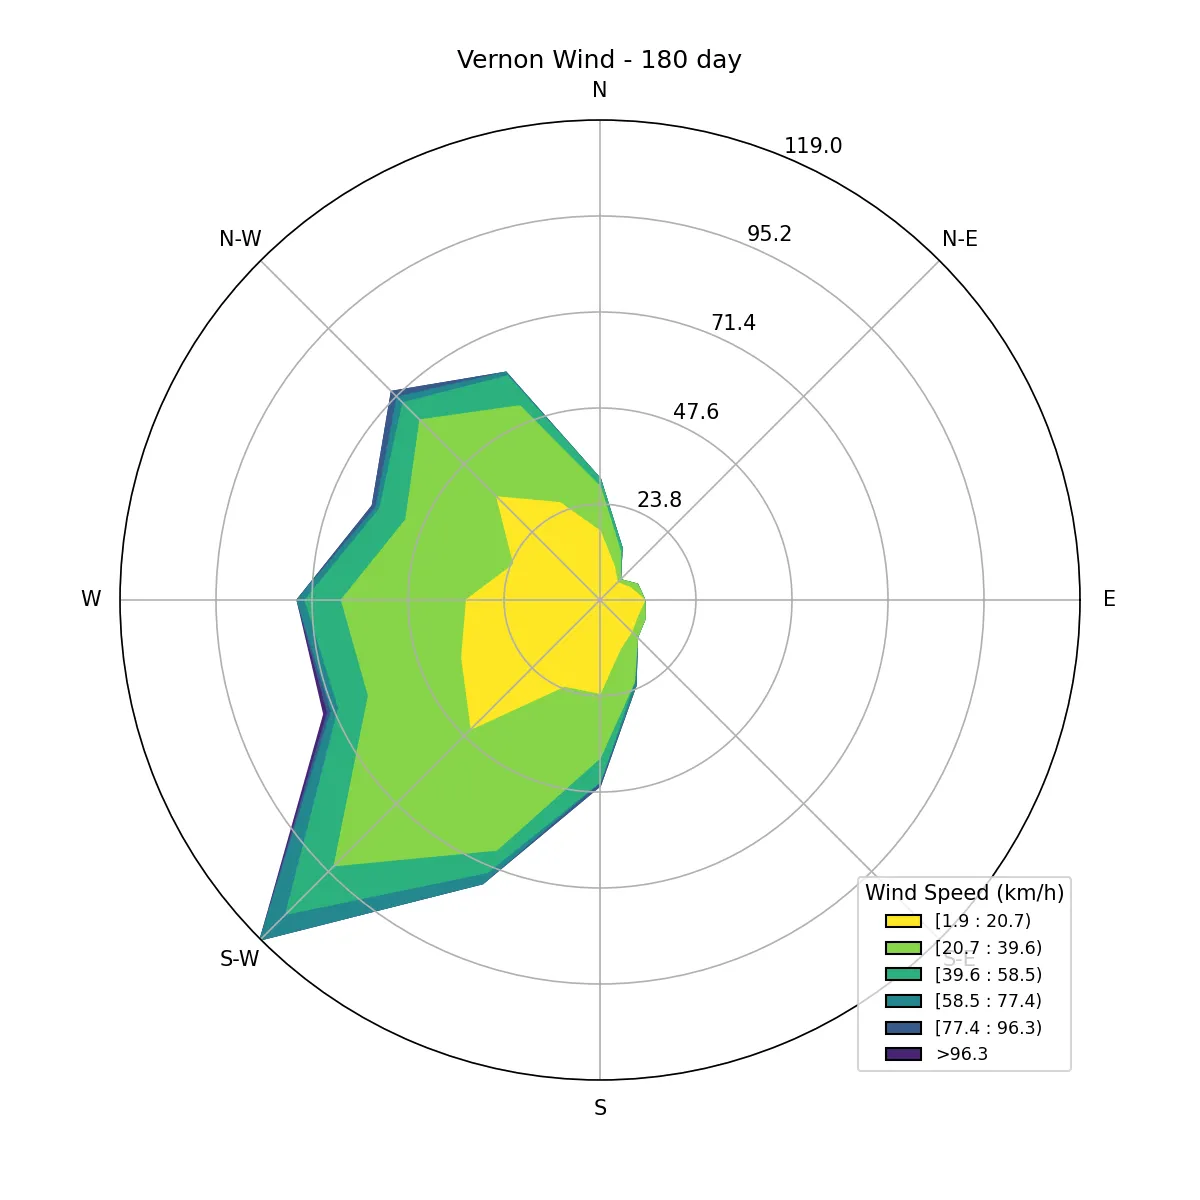 Vernon Wind - 180 day
N
119.0
95.2
N-W
N-E
71.4
47.6
23.8
W
E
Wind Speed (km/h)
[1.9 : 20.7)
[20.7 : 39.6)
S-W
S-E
[39.6 : 58.5)
[58.5 : 77.4)
[77.4 : 96.3)
>96.3
S